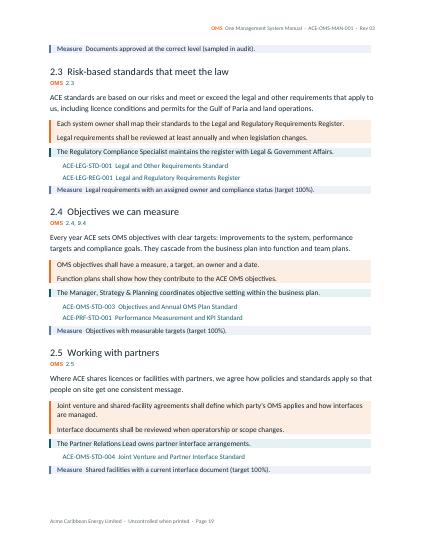 OMS One Management System Manual · ACE-OMS-MAN-001 · Rev 03
Measure Documents approved at the correct level (sampled in audit).
2.3 Risk-based standards that meet the law
OMS 2.3
ACE standards are based on our risks and meet or exceed the legal and other requirements that apply to
us, including licence conditions and permits for the Gulf of Paria and land operations.
Each system owner shall map their standards to the Legal and Regulatory Requirements Register.
Legal requirements shall be reviewed at least annually and when legislation changes.
The Regulatory Compliance Specialist maintains the register with Legal & Government Affairs.
ACE-LEG-STD-001 Legal and Other Requirements Standard
ACE-LEG-REG-001 Legal and Regulatory Requirements Register
Measure Legal requirements with an assigned owner and compliance status (target 100%).
2.4 Objectives we can measure
OMS 2.4, 9.4
Every year ACE sets OMS objectives with clear targets: improvements to the system, performance
targets and compliance goals. They cascade from the business plan into function and team plans.
OMS objectives shall have a measure, a target, an owner and a date.
Function plans shall show how they contribute to the ACE OMS objectives.
The Manager, Strategy & Planning coordinates objective setting within the business plan.
ACE-OMS-STD-003 Objectives and Annual OMS Plan Standard
ACE-PRF-STD-001 Performance Measurement and KPI Standard
Measure Objectives with measurable targets (target 100%).
2.5 Working with partners
OMS 2.5
Where ACE shares licences or facilities with partners, we agree how policies and standards apply so that
people on site get one consistent message.
Joint venture and shared-facility agreements shall define which party's OMS applies and how interfaces
are managed.
Interface documents shall be reviewed when operatorship or scope changes.
The Partner Relations Lead owns partner interface arrangements.
ACE-OMS-STD-004 Joint Venture and Partner Interface Standard
Measure Shared facilities with a current interface document (target 100%).
Acme Caribbean Energy Limited · Uncontrolled when printed · Page 19